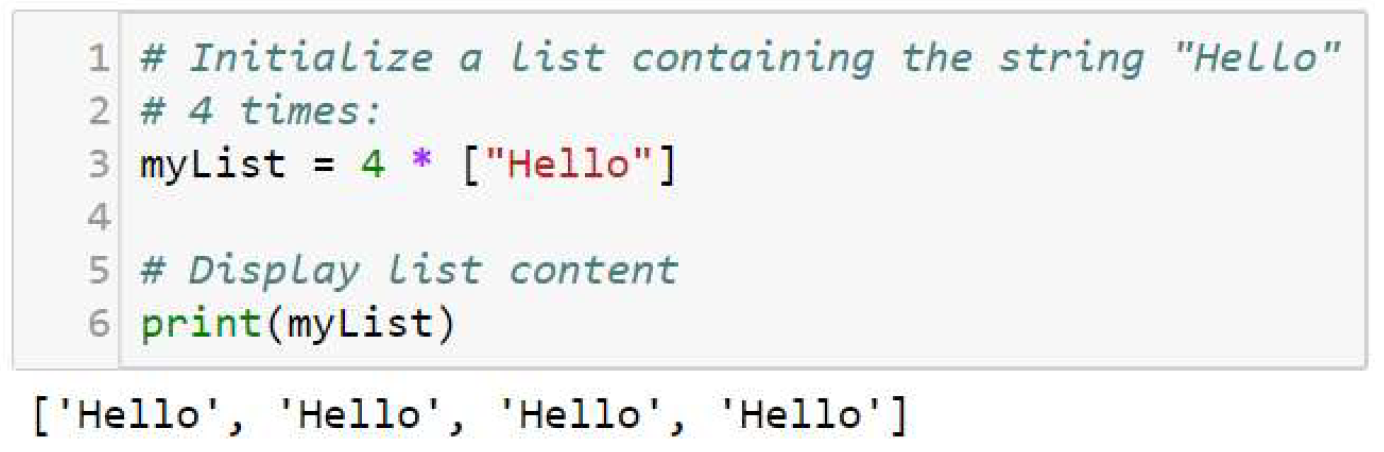 1 # Initialize a list containing the string "Hello"
2 # 4 times:
3 myList = 4 * ["Hello"]
4
5 # Display list content
6 print(myList)
['Hello', 'Hello', 'Hello', 'Hello']